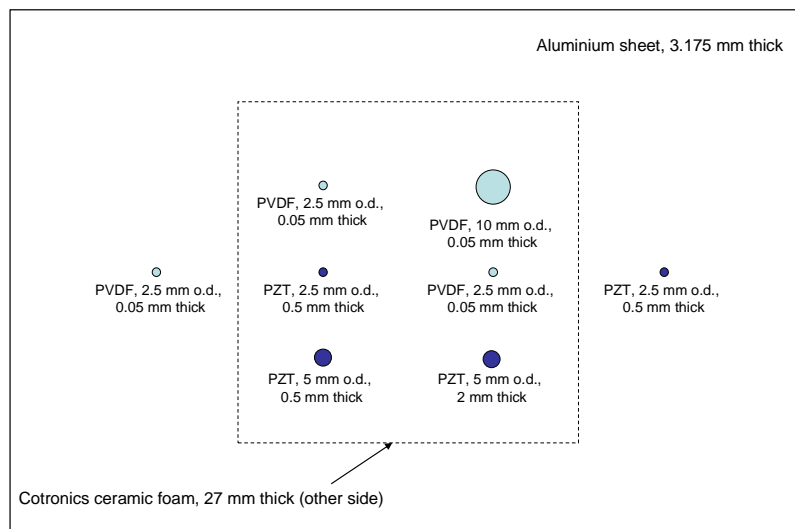 Aluminium sheet, 3.175 mm thick
PVDF, 2.5 mm o.d.,
0.05 mm thick
PVDF, 10 mm o.d.,
0.05 mm thick
PVDF, 2.5 mm o.d.,
0.05 mm thick
PZT, 2.5 mm o.d.,
0.5 mm thick
PVDF, 2.5 mm o.d.,
0.05 mm thick
PZT, 2.5 mm o.d.,
0.5 mm thick
PZT, 5 mm o.d.,
0.5 mm thick
PZT, 5 mm o.d.,
2 mm thick
Cotronics ceramic foam, 27 mm thick (other side)